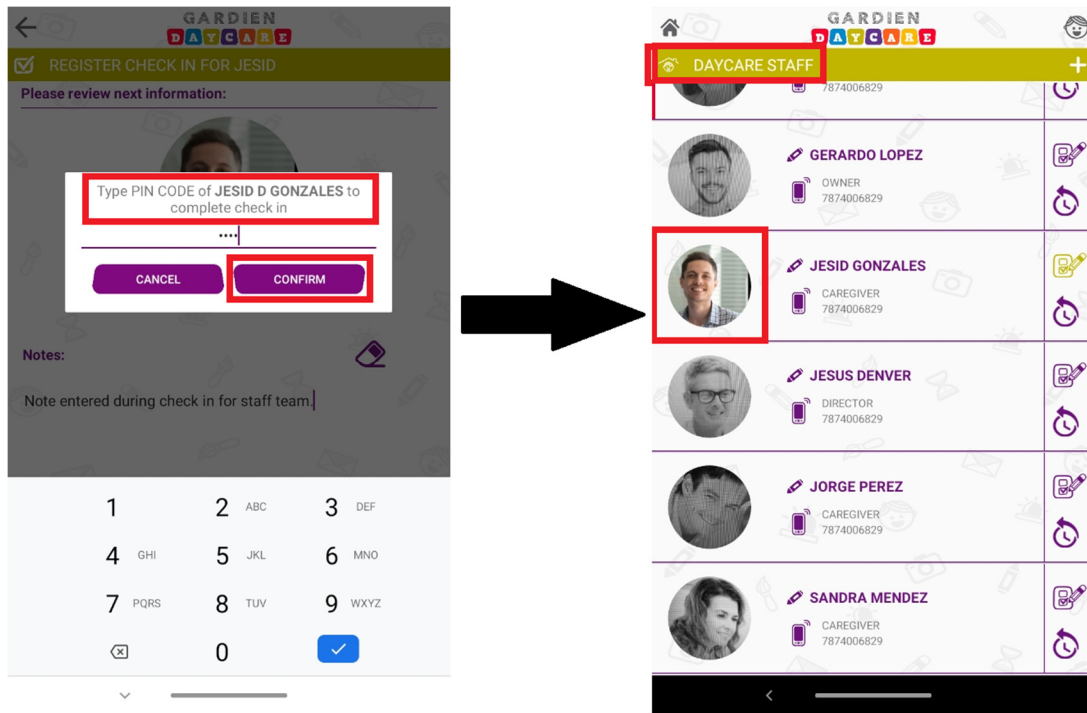 GARDIEN
DAYCARE
REGISTER CHECK IN FOR JESID
Please review next information:
Type PIN CODE of JESID D GONZALES to
complete check in
••••
CANCEL
CONFIRM
Notes:
Note entered during check in for staff team.
1
2 ABC
3 DEF
4 GHI
5 JKL
6 MNO
7 PQRS
8 TUV
9 WXYZ
0
GARDIEN
DAYCARE
DAYCARE STAFF
7874006829
GERARDO LOPEZ
OWNER
7874006829
JESID GONZALES
CAREGIVER
7874006829
JESUS DENVER
DIRECTOR
7874006829
JORGE PEREZ
CAREGIVER
7874006829
SANDRA MENDEZ
CAREGIVER
7874006829